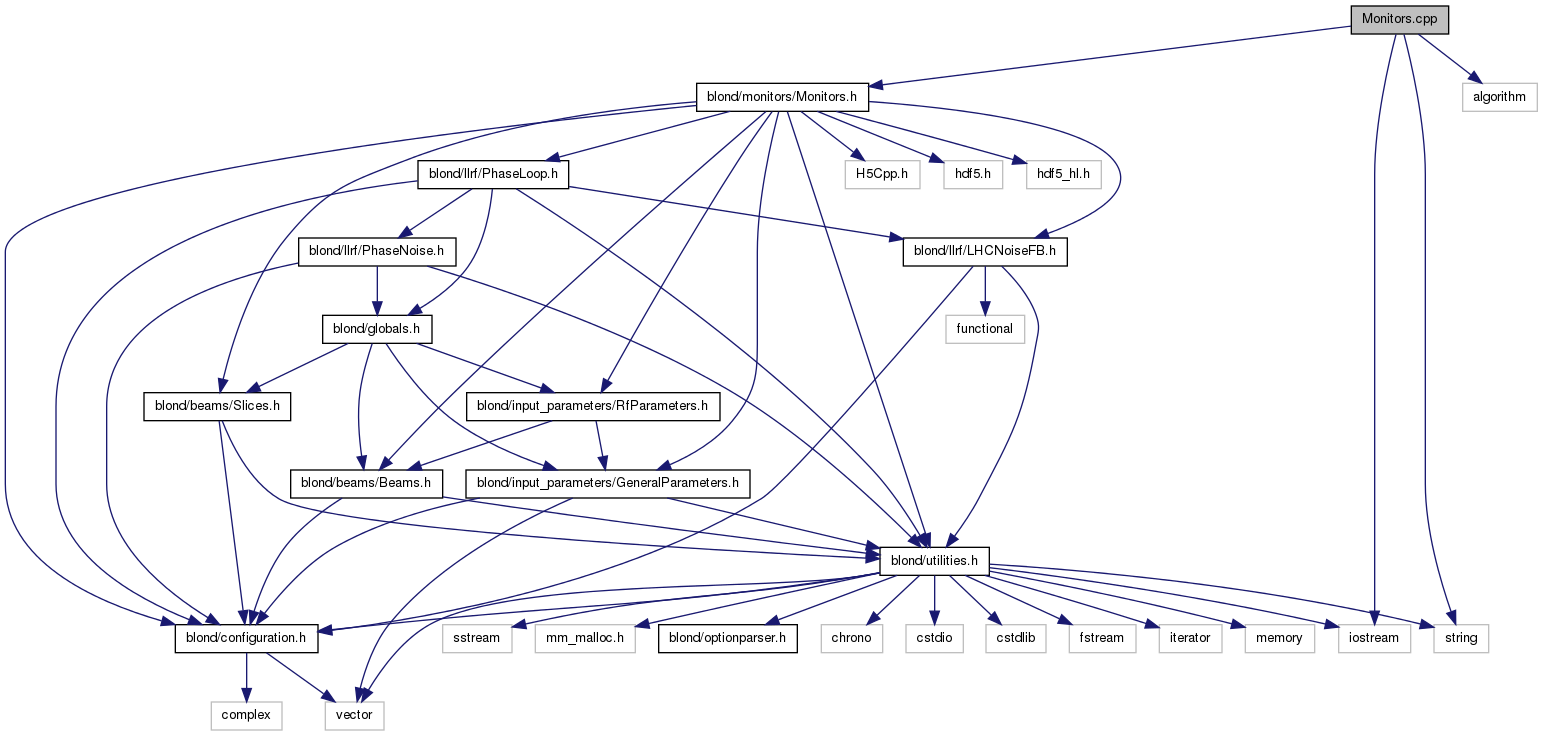 Monitors.cpp
blond/monitors/Monitors.h
algorithm
blond/llrf/PhaseLoop.h
H5Cpp.h
hdf5.h
hdf5_hl.h
blond/llrf/PhaseNoise.h
blond/llrf/LHCNoiseFB.h
blond/globals.h
functional
blond/beams/Slices.h
blond/input_parameters/RfParameters.h
blond/beams/Beams.h
blond/input_parameters/GeneralParameters.h
blond/utilities.h
blond/configuration.h
sstream
mm_malloc.h
blond/optionparser.h
chrono
cstdio
cstdlib
fstream
iterator
memory
iostream
string
complex
vector